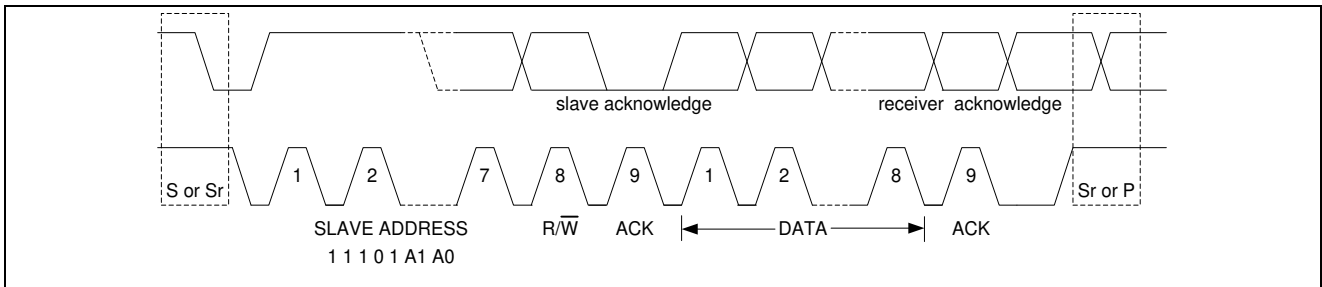 slave acknowledge receiver acknowledge
S or Sr 1 2 7 8 9 1 2 8 9 Sr or P
SLAVE ADDRESS R/W̅ ACK DATA ACK
1 1 1 0 1 A1 A0